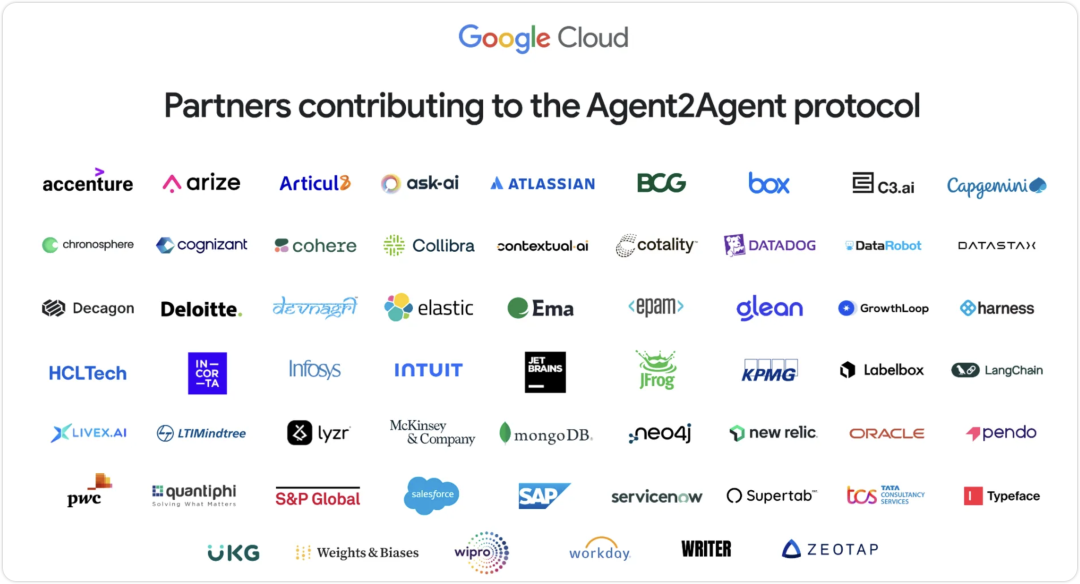 Google Cloud
Partners contributing to the Agent2Agent protocol
accenture arize Articul8 ask-ai ATLASSIAN BCG box C3.ai Capgemini
chronosphere cognizant cohere Collibra contextual ai cotality™ DATADOG DataRobot DATASTAX
Decagon Deloitte. devnagri elastic Ema <epam> glean GrowthLoop harness
HCLTech IN–COR–TA Infosys INTUIT JET BRAINS JFrog KPMG Labelbox LangChain
LIVEX.AI LTIMindtree lyzr McKinsey & Company mongoDB. neo4j new relic. ORACLE pendo
pwc quantiphi Solving What Matters S&P Global salesforce SAP servicenow Supertab™ tcs TATA CONSULTANCY SERVICES Typeface
UKG Weights & Biases wipro workday. WRITER ZEOTAP